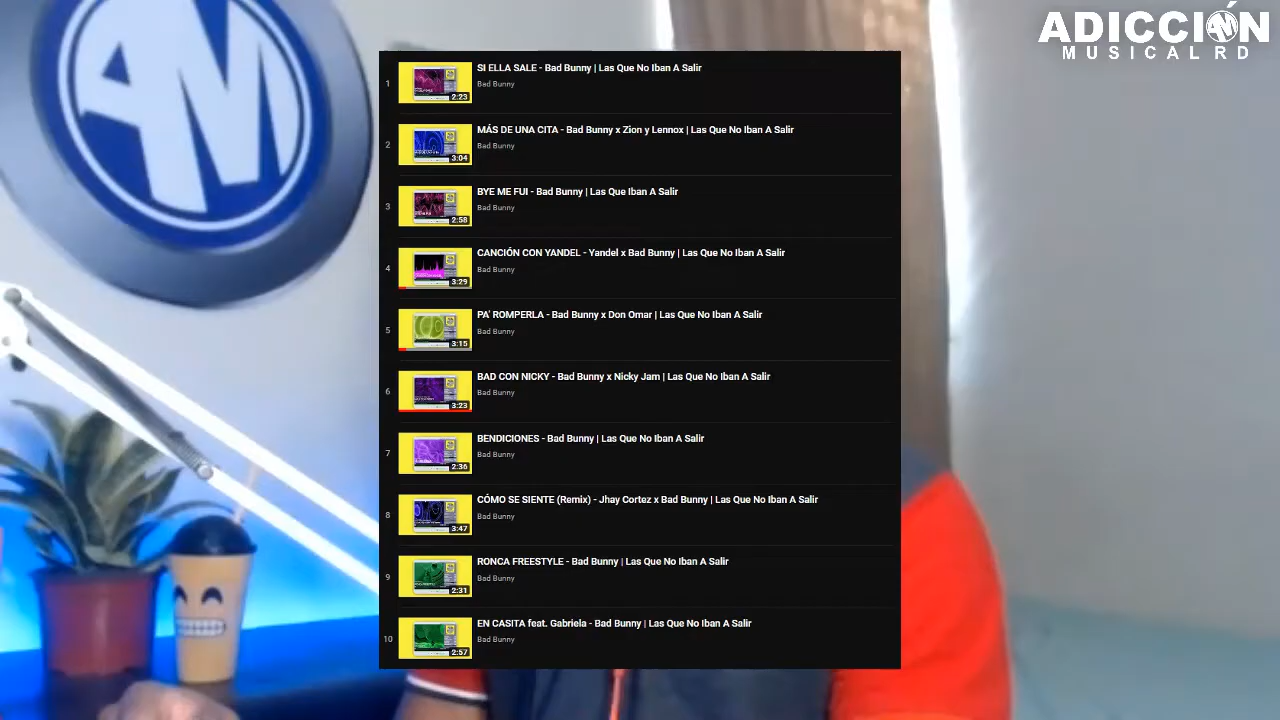 AM
ADICCIÓN
MUSICAL RD
1
SI ELLA SALE - Bad Bunny | Las Que No Iban A Salir
Bad Bunny
2:23
2
MÁS DE UNA CITA - Bad Bunny x Zion y Lennox | Las Que No Iban A Salir
Bad Bunny
3:04
3
BYE ME FUI - Bad Bunny | Las Que Iban A Salir
Bad Bunny
2:58
4
CANCIÓN CON YANDEL - Yandel x Bad Bunny | Las Que No Iban A Salir
Bad Bunny
3:29
5
PA' ROMPERLA - Bad Bunny x Don Omar | Las Que No Iban A Salir
Bad Bunny
3:15
6
BAD CON NICKY - Bad Bunny x Nicky Jam | Las Que No Iban A Salir
Bad Bunny
3:23
7
BENDICIONES - Bad Bunny | Las Que No Iban A Salir
Bad Bunny
2:36
8
CÓMO SE SIENTE (Remix) - Jhay Cortez x Bad Bunny | Las Que No Iban A Salir
Bad Bunny
3:47
9
RONCA FREESTYLE - Bad Bunny | Las Que No Iban A Salir
Bad Bunny
2:31
10
EN CASITA feat. Gabriela - Bad Bunny | Las Que No Iban A Salir
Bad Bunny
2:57